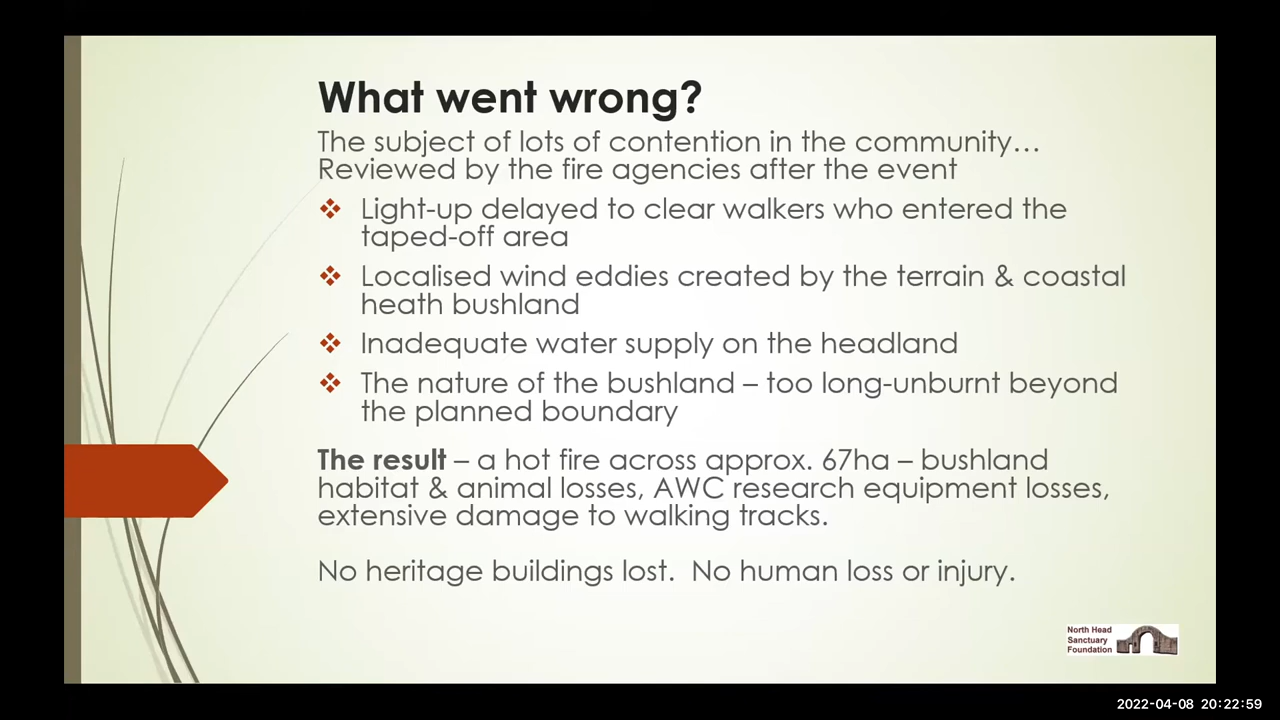 What went wrong?
The subject of lots of contention in the community…
Reviewed by the fire agencies after the event
❖ Light-up delayed to clear walkers who entered the
taped-off area
❖ Localised wind eddies created by the terrain & coastal
heath bushland
❖ Inadequate water supply on the headland
❖ The nature of the bushland – too long-unburnt beyond
the planned boundary
The result – a hot fire across approx. 67ha – bushland
habitat & animal losses, AWC research equipment losses,
extensive damage to walking tracks.
No heritage buildings lost.  No human loss or injury.
North Head
Sanctuary
Foundation
2022-04-08 20:22:59